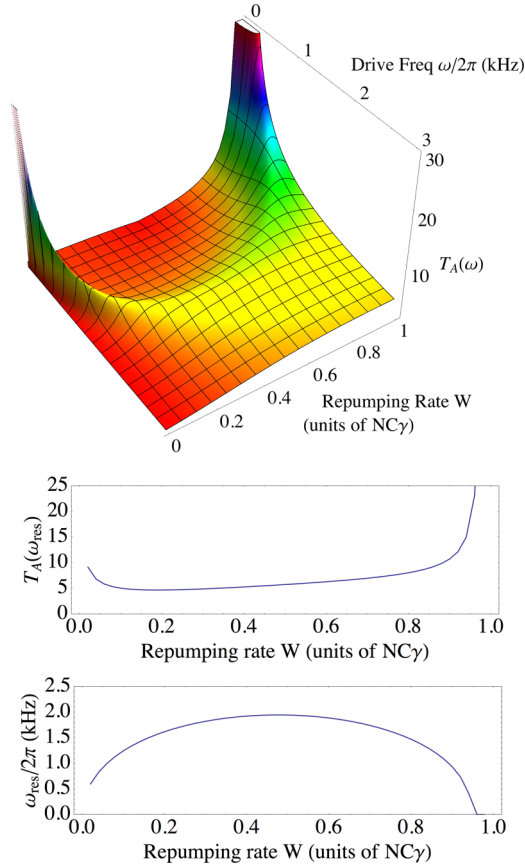 0
1
Drive Freq ω/2π (kHz)
2
3
30
20
T_A(ω)
10
1
0.8
0.6
0.4
Repumping Rate W
0.2
(units of NCγ)
0
25
20
15
10
5
0
T_A(ω_res)
0.0 0.2 0.4 0.6 0.8 1.0
Repumping rate W (units of NCγ)
2.5
2.0
1.5
1.0
0.5
0.0
ω_res/2π (kHz)
0.0 0.2 0.4 0.6 0.8 1.0
Repumping rate W (units of NCγ)